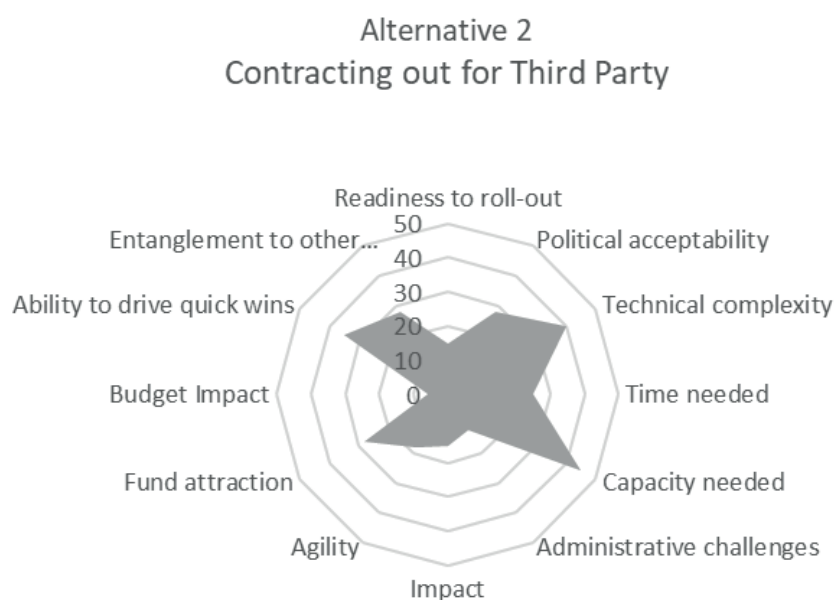 Alternative 2
Contracting out for Third Party
Readiness to roll-out
50
Entanglement to other...
Political acceptability
40
Ability to drive quick wins
30
Technical complexity
20
10
Budget Impact
0
Time needed
Fund attraction
Capacity needed
Agility
Administrative challenges
Impact